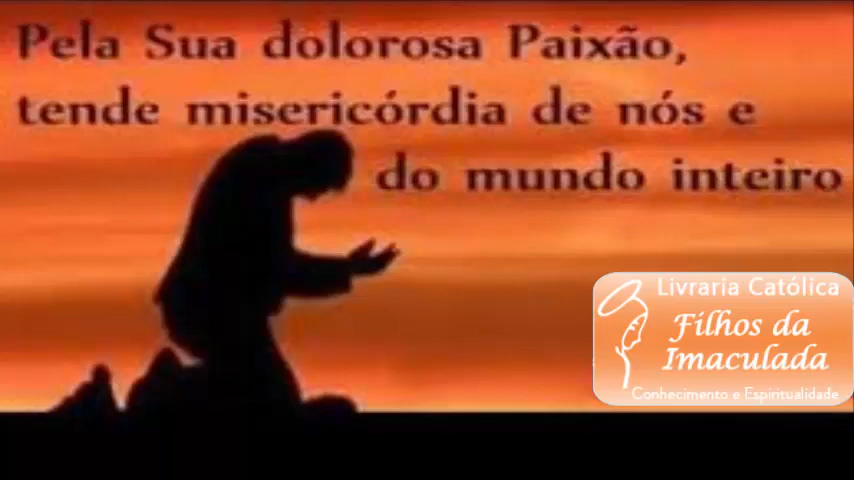 Pela Sua dolorosa Paixão,
tende misericórdia de nós e
do mundo inteiro
Livraria Católica
Filhos da
Imaculada
Conhecimento e Espiritualidade